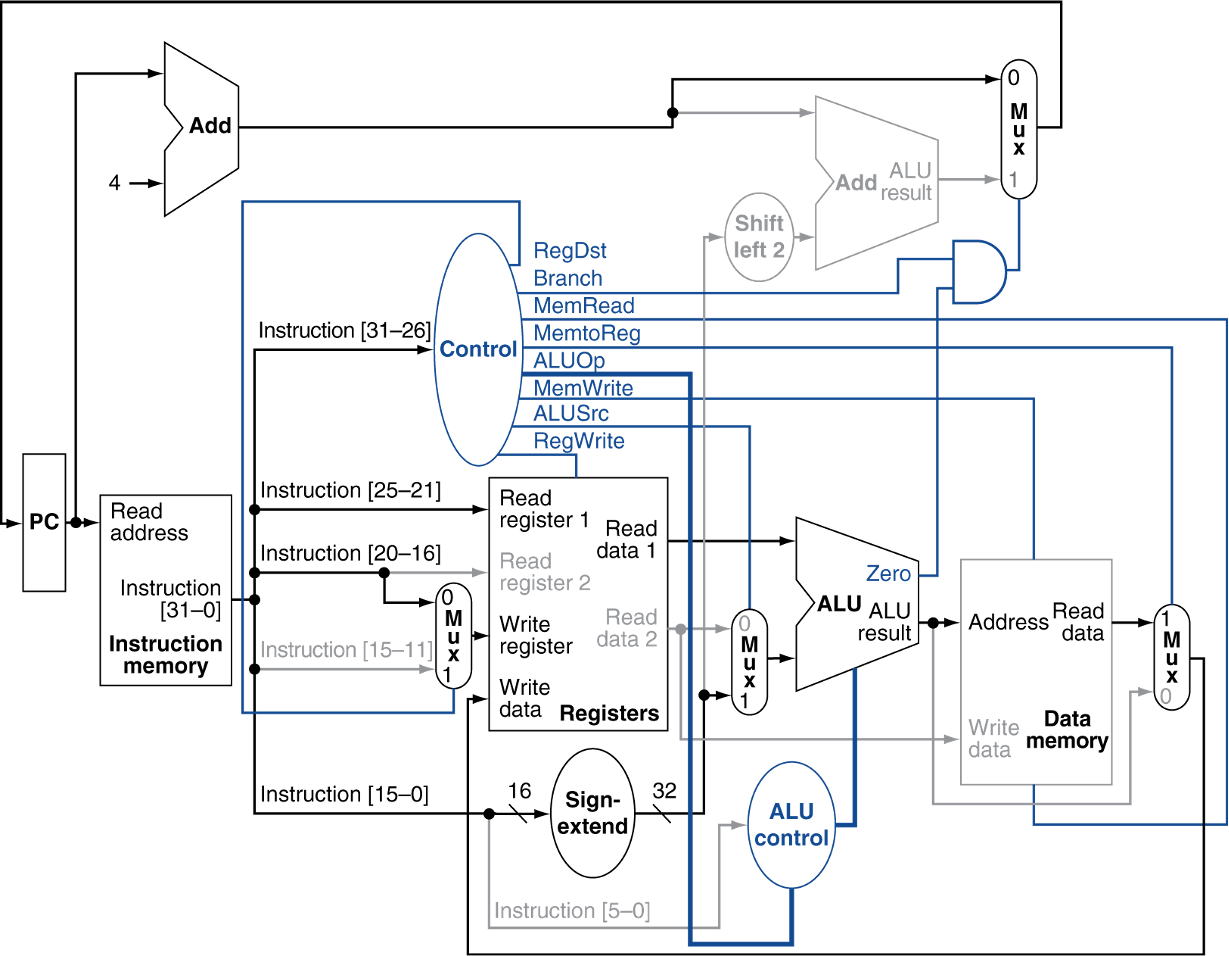 0
M
u
x
1
Add
4
Add
ALU
result
Shift
left 2
RegDst
Branch
MemRead
MemtoReg
ALUOp
MemWrite
ALUSrc
RegWrite
Control
Instruction [31–26]
PC
Read
address
Instruction
[31–0]
Instruction
memory
Instruction [25–21]
Instruction [20–16]
Instruction [15–11]
0
M
u
x
1
Read
register 1
Read
register 2
Write
register
Write
data
Read
data 1
Read
data 2
Registers
0
M
u
x
1
Zero
ALU
ALU
result
Address
Read
data
Write
data
Data
memory
1
M
u
x
0
Instruction [15–0]
16
Sign-
extend
32
ALU
control
Instruction [5–0]